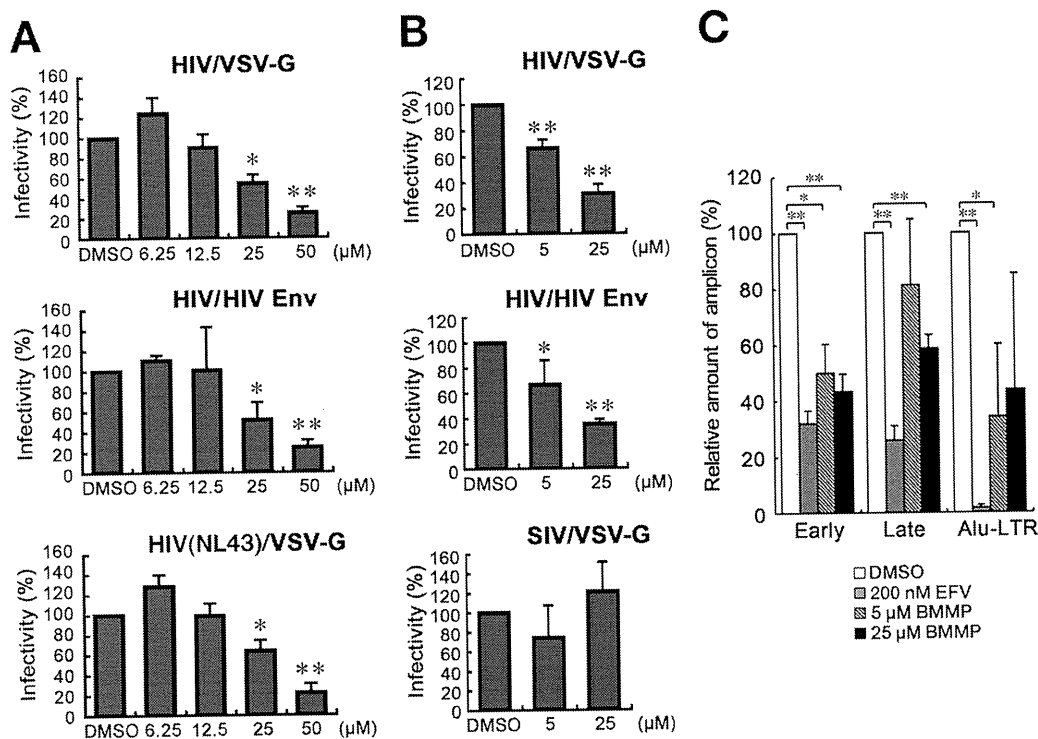 A
HIV/VSV-G
Infectivity (%)
160
140
120
100
80
60
40
20
0
*
**
DMSO 6.25 12.5 25 50 (µM)
HIV/HIV Env
Infectivity (%)
160
140
120
100
80
60
40
20
0
*
**
DMSO 6.25 12.5 25 50 (µM)
HIV(NL43)/VSV-G
Infectivity (%)
160
140
120
100
80
60
40
20
0
*
**
DMSO 6.25 12.5 25 50 (µM)
B
HIV/VSV-G
Infectivity (%)
120
100
80
60
40
20
0
**
**
DMSO 5 25 (µM)
HIV/HIV Env
Infectivity (%)
120
100
80
60
40
20
0
*
**
DMSO 5 25 (µM)
SIV/VSV-G
Infectivity (%)
160
140
120
100
80
60
40
20
0
DMSO 5 25 (µM)
C
Relative amount of amplicon (%)
120
100
80
60
40
20
0
**
*
**
**
**
*
**
Early Late Alu-LTR
DMSO
200 nM EFV
5 µM BMMP
25 µM BMMP